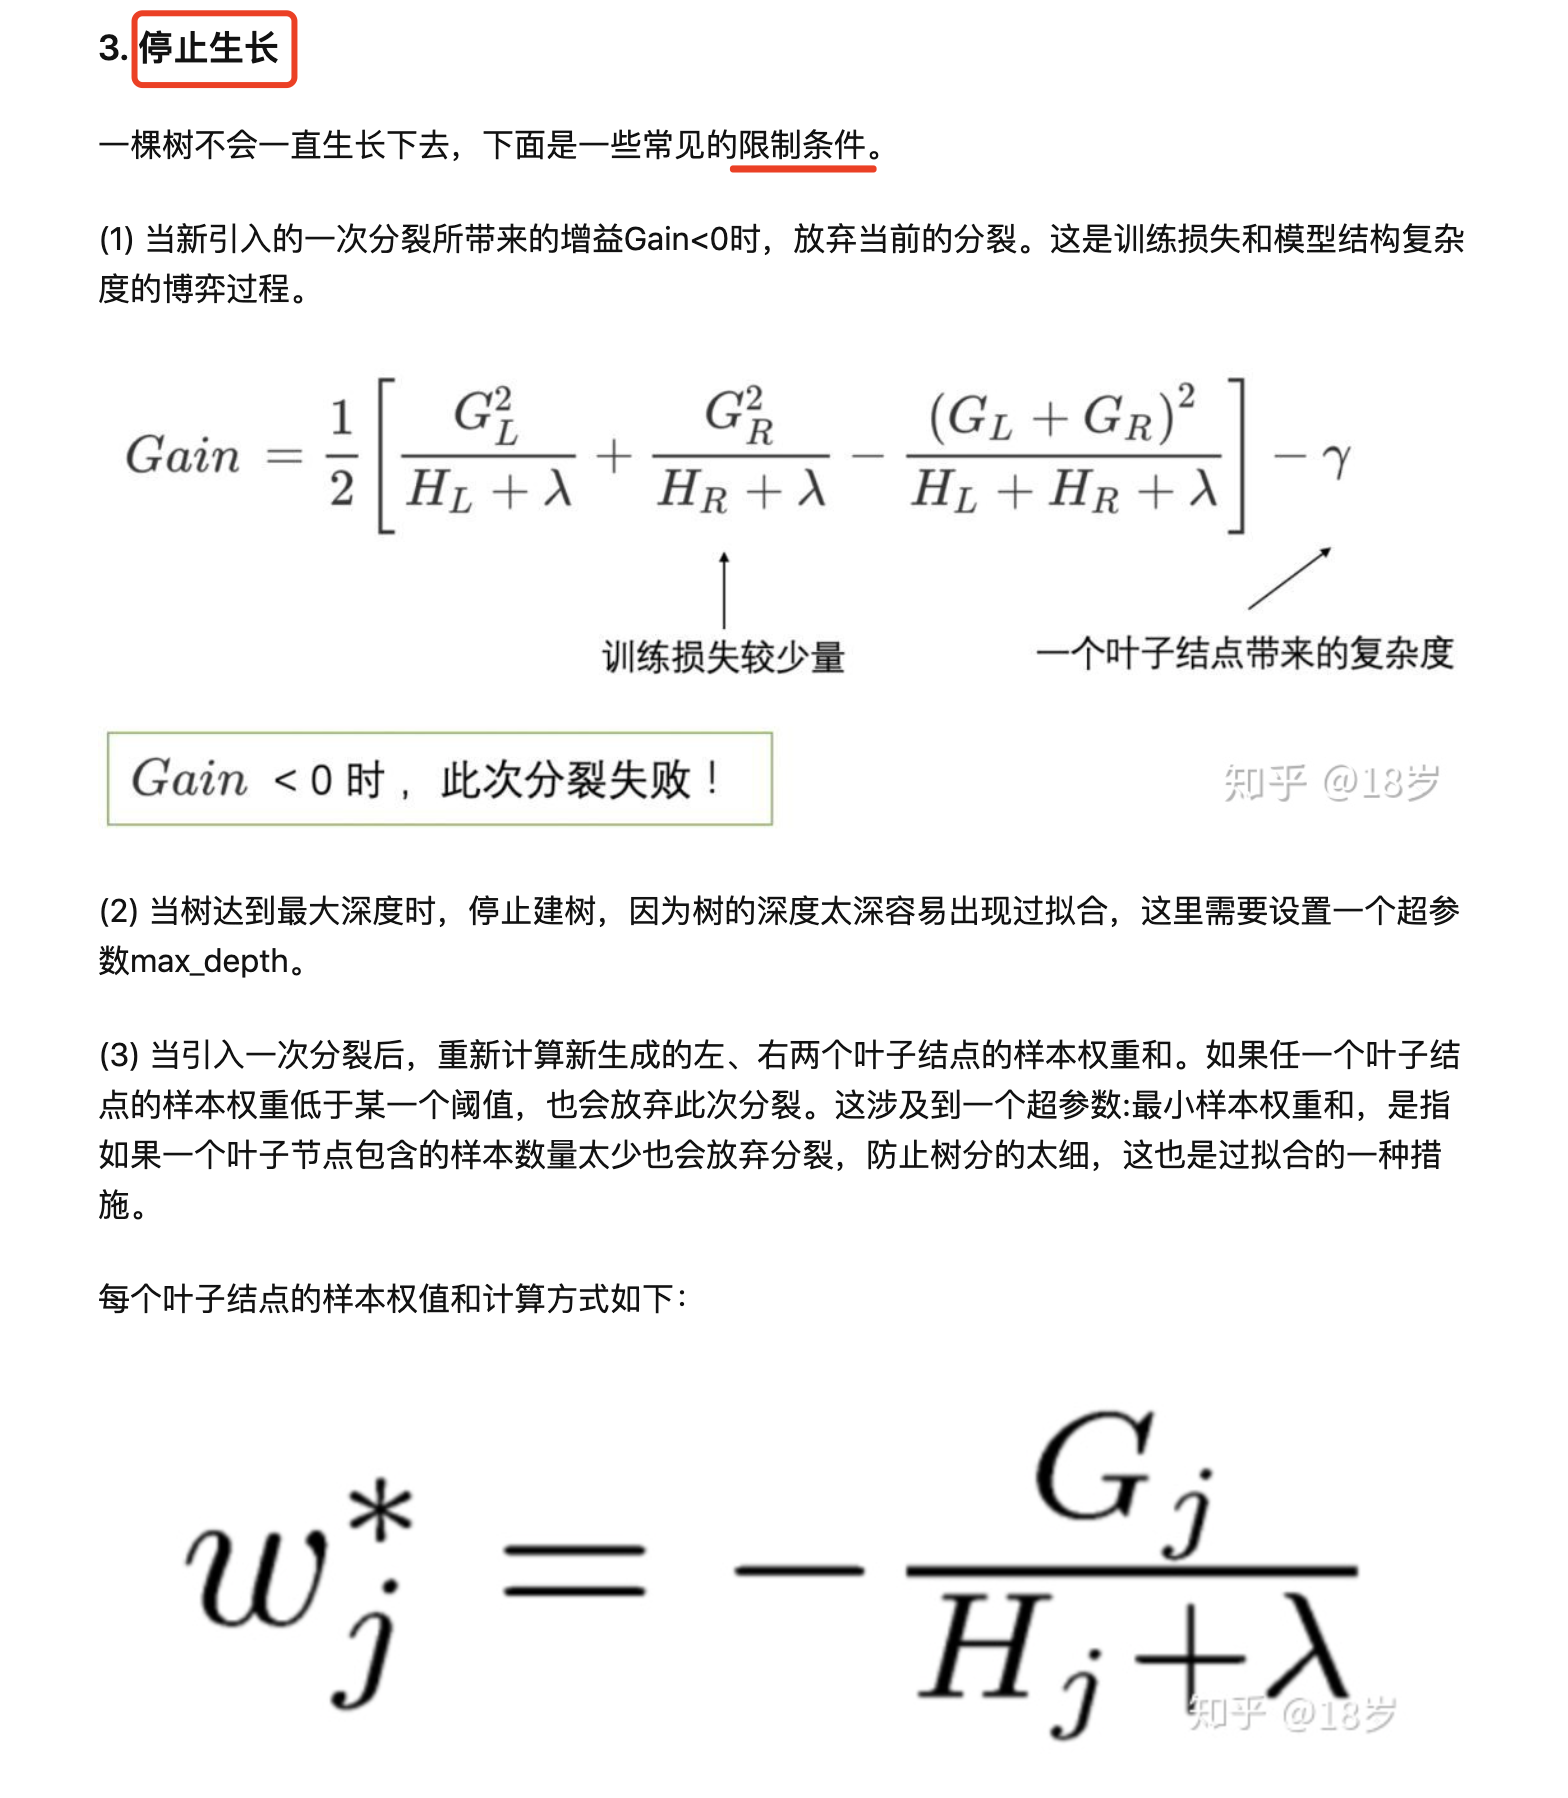 3. 停止生长
一棵树不会一直生长下去，下面是一些常见的限制条件。
(1) 当新引入的一次分裂所带来的增益Gain<0时，放弃当前的分裂。这是训练损失和模型结构复杂
度的博弈过程。
Gain = \frac{1}{2} \left[ \frac{G_L^2}{H_L + λ} + \frac{G_R^2}{H_R + λ} - \frac{(G_L + G_R)^2}{H_L + H_R + λ} \right] - γ
训练损失较少量
一个叶子结点带来的复杂度
Gain < 0 时， 此次分裂失败！
知乎 @18岁
(2) 当树达到最大深度时，停止建树，因为树的深度太深容易出现过拟合，这里需要设置一个超参
数max_depth。
(3) 当引入一次分裂后，重新计算新生成的左、右两个叶子结点的样本权重和。如果任一个叶子结
点的样本权重低于某一个阈值，也会放弃此次分裂。这涉及到一个超参数:最小样本权重和，是指
如果一个叶子节点包含的样本数量太少也会放弃分裂，防止树分的太细，这也是过拟合的一种措
施。
每个叶子结点的样本权值和计算方式如下：
w_j^* = - \frac{G_j}{H_j + λ}
知乎 @18岁